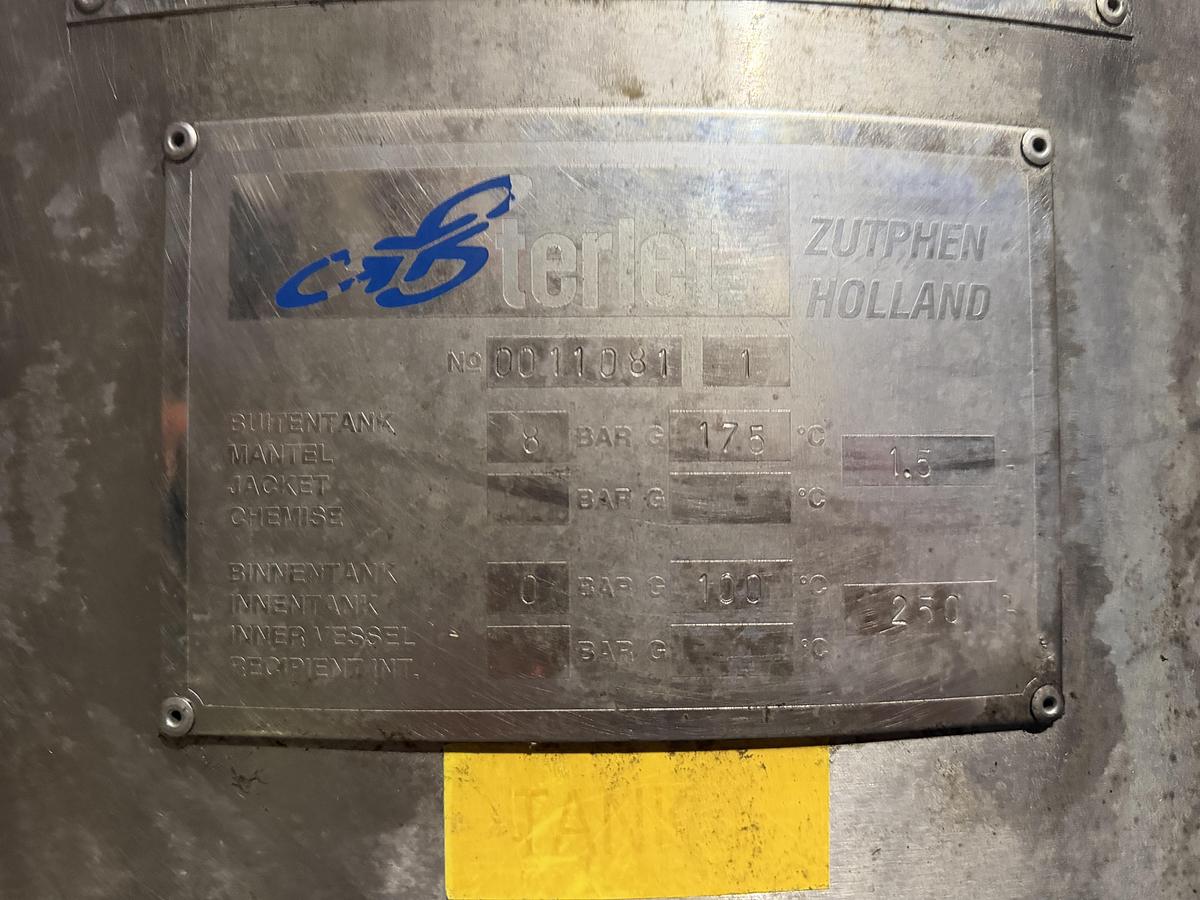 terlet
ZUTPHEN
HOLLAND
No 0011081 1
BUITENTANK
MANTEL
JACKET
CHEMISE
8 BAR G 175 °C
1.5 L
BAR G °C
BINNENTANK
INNENTANK
INNER VESSEL
RECIPIENT INT.
0 BAR G 100 °C
250 L
BAR G °C
TANK